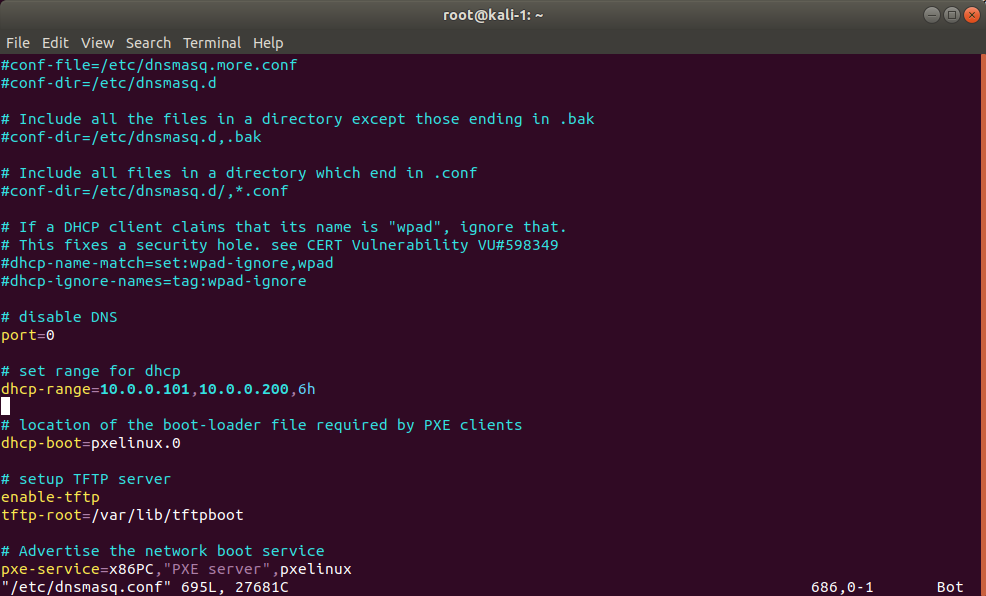 root@kali-1: ~
File Edit View Search Terminal Help
#conf-file=/etc/dnsmasq.more.conf
#conf-dir=/etc/dnsmasq.d
# Include all the files in a directory except those ending in .bak
#conf-dir=/etc/dnsmasq.d,.bak
# Include all files in a directory which end in .conf
#conf-dir=/etc/dnsmasq.d/,*.conf
# If a DHCP client claims that its name is "wpad", ignore that.
# This fixes a security hole. see CERT Vulnerability VU#598349
#dhcp-name-match=set:wpad-ignore,wpad
#dhcp-ignore-names=tag:wpad-ignore
# disable DNS
port=0
# set range for dhcp
dhcp-range=10.0.0.101,10.0.0.200,6h
# location of the boot-loader file required by PXE clients
dhcp-boot=pxelinux.0
# setup TFTP server
enable-tftp
tftp-root=/var/lib/tftpboot
# Advertise the network boot service
pxe-service=x86PC,"PXE server",pxelinux
"/etc/dnsmasq.conf" 695L, 27681C 686,0-1 Bot